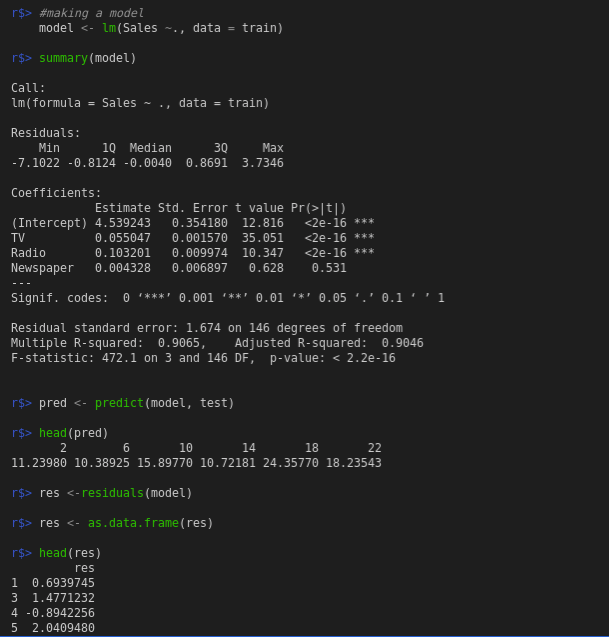 r$> #making a model
    model <- lm(Sales ~., data = train)
r$> summary(model)
Call:
lm(formula = Sales ~ ., data = train)
Residuals:
    Min      1Q  Median      3Q     Max
-7.1022 -0.8124 -0.0040  0.8691  3.7346
Coefficients:
            Estimate Std. Error t value Pr(>|t|)
(Intercept) 4.539243   0.354180  12.816   <2e-16 ***
TV          0.055047   0.001570  35.051   <2e-16 ***
Radio       0.103201   0.009974  10.347   <2e-16 ***
Newspaper   0.004328   0.006897   0.628    0.531
---
Signif. codes:  0 ‘***’ 0.001 ‘**’ 0.01 ‘*’ 0.05 ‘.’ 0.1 ‘ ’ 1
Residual standard error: 1.674 on 146 degrees of freedom
Multiple R-squared:  0.9065,    Adjusted R-squared:  0.9046
F-statistic: 472.1 on 3 and 146 DF,  p-value: < 2.2e-16
r$> pred <- predict(model, test)
r$> head(pred)
       2        6       10       14       18       22
11.23980 10.38925 15.89770 10.72181 24.35770 18.23543
r$> res <-residuals(model)
r$> res <- as.data.frame(res)
r$> head(res)
         res
1  0.6939745
3  1.4771232
4 -0.8942256
5  2.0409480